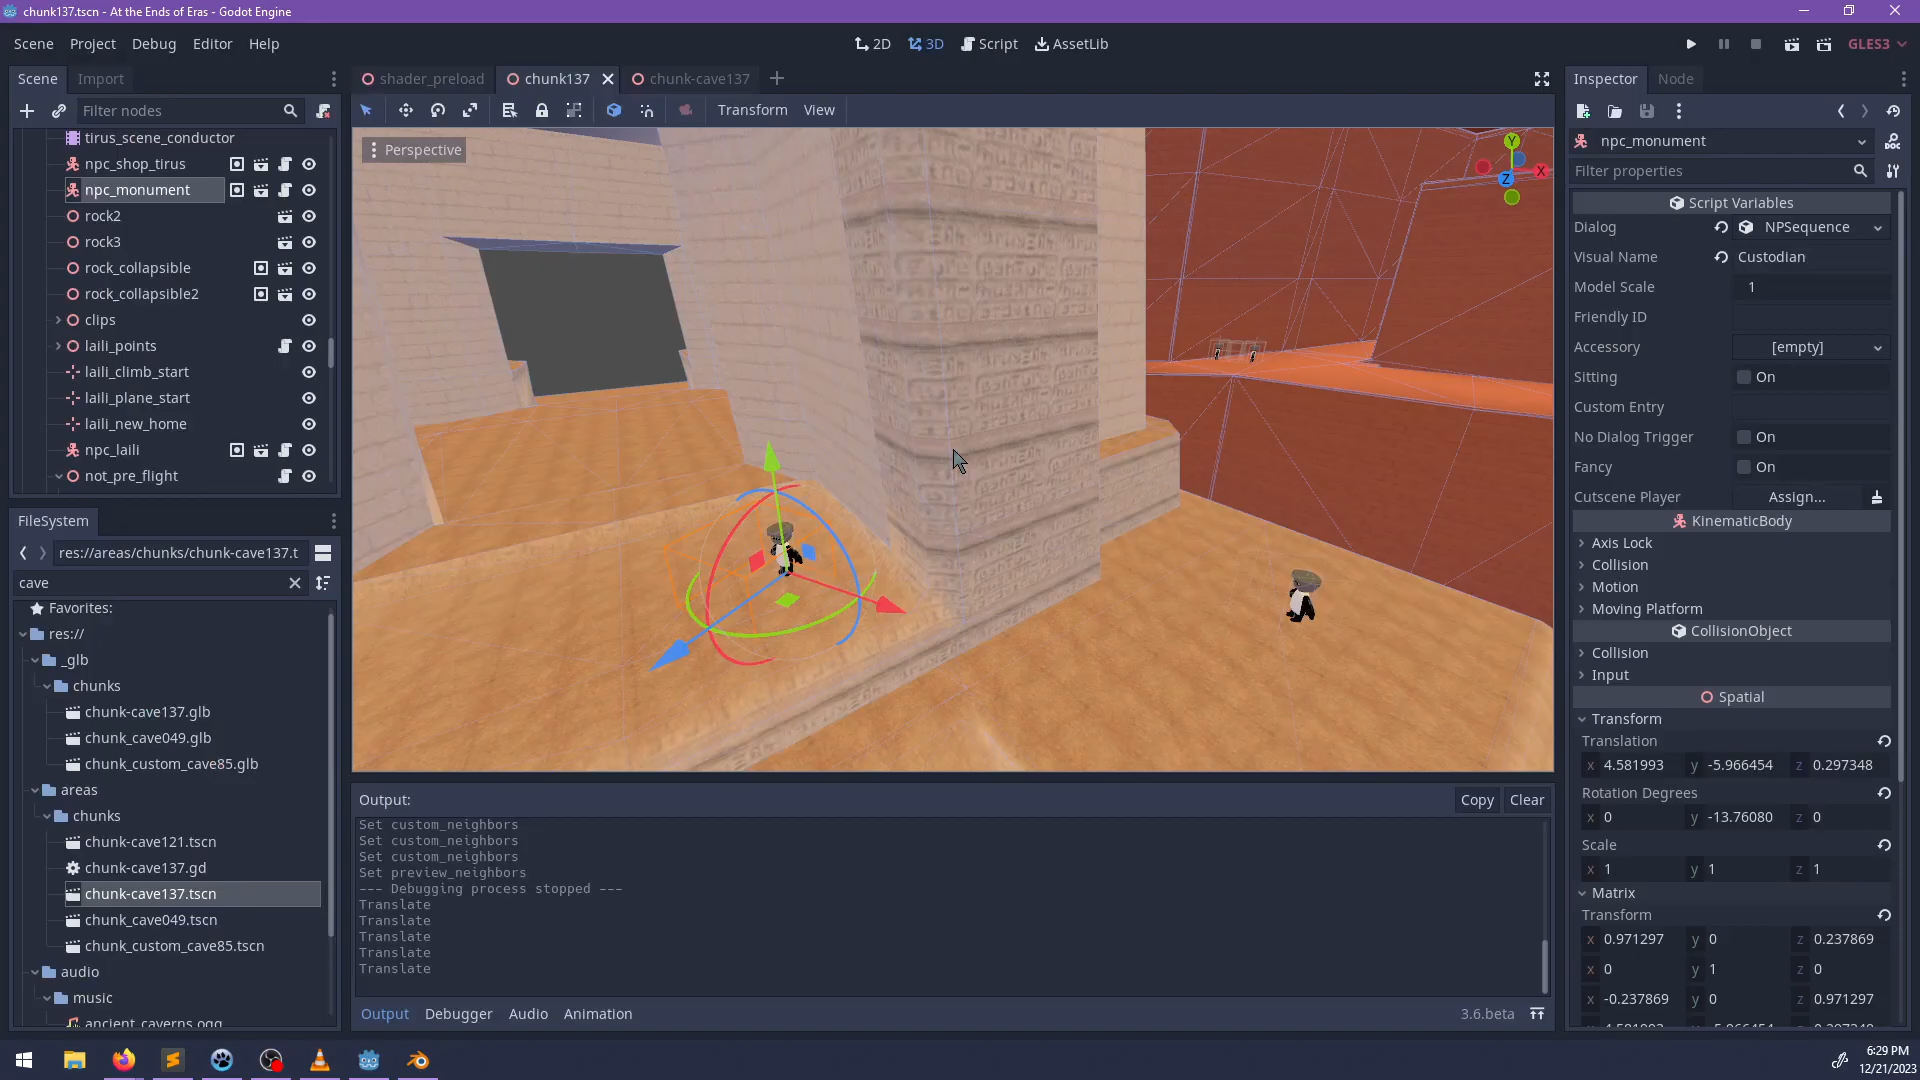 chunk137.tscn - At the Ends of Eras - Godot Engine
Scene Project Debug Editor Help
2D 3D Script AssetLib
GLES3
Scene Import
shader_preload chunk137 chunk-cave137
Inspector Node
Filter nodes
Transform View
tirus_scene_conductor
npc_shop_tirus
npc_monument
rock2
rock3
rock_collapsible
rock_collapsible2
clips
laili_points
laili_climb_start
laili_plane_start
laili_new_home
npc_laili
not_pre_flight
FileSystem
res://areas/chunks/chunk-cave137.t
cave
Favorites:
res://
_glb
chunks
chunk-cave137.glb
chunk_cave049.glb
chunk_custom_cave85.glb
areas
chunks
chunk-cave121.tscn
chunk-cave137.gd
chunk-cave137.tscn
chunk_cave049.tscn
chunk_custom_cave85.tscn
audio
music
ancient_caverns.ogg
Perspective
Y
X
Z
Output:
Copy Clear
Set custom_neighbors
Set custom_neighbors
Set custom_neighbors
Set preview_neighbors
--- Debugging process stopped ---
Translate
Translate
Translate
Translate
Translate
Output Debugger Audio Animation
3.6.beta
npc_monument
Filter properties
Script Variables
Dialog NPSequence
Visual Name Custodian
Model Scale 1
Friendly ID
Accessory [empty]
Sitting On
Custom Entry
No Dialog Trigger On
Fancy On
Cutscene Player Assign...
KinematicBody
Axis Lock
Collision
Motion
Moving Platform
CollisionObject
Collision
Input
Spatial
Transform
Translation
x 4.581993 y -5.966454 z 0.297348
Rotation Degrees
x 0 y -13.76080 z 0
Scale
x 1 y 1 z 1
Matrix
Transform
x 0.971297 y 0 z 0.237869
x 0 y 1 z 0
x -0.237869 y 0 z 0.971297
6:29 PM
12/21/2023